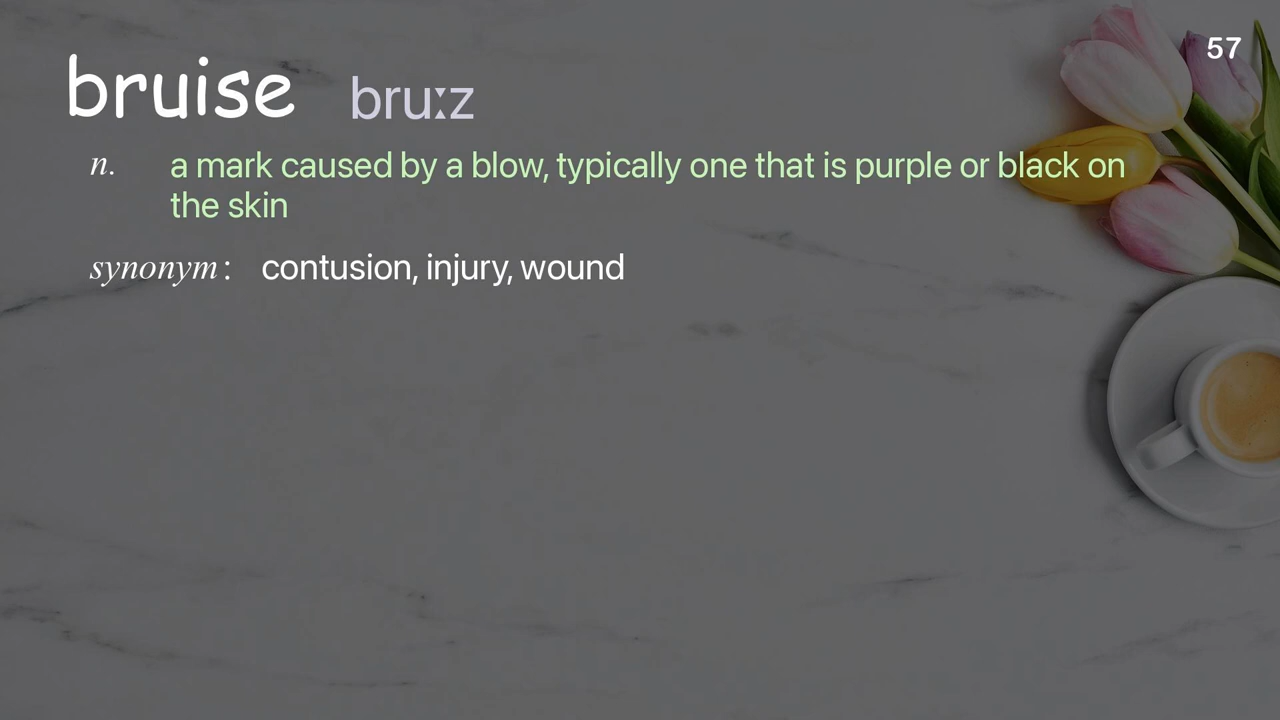 57
bruise bruːz
n. a mark caused by a blow, typically one that is purple or black on
the skin
synonym: contusion, injury, wound